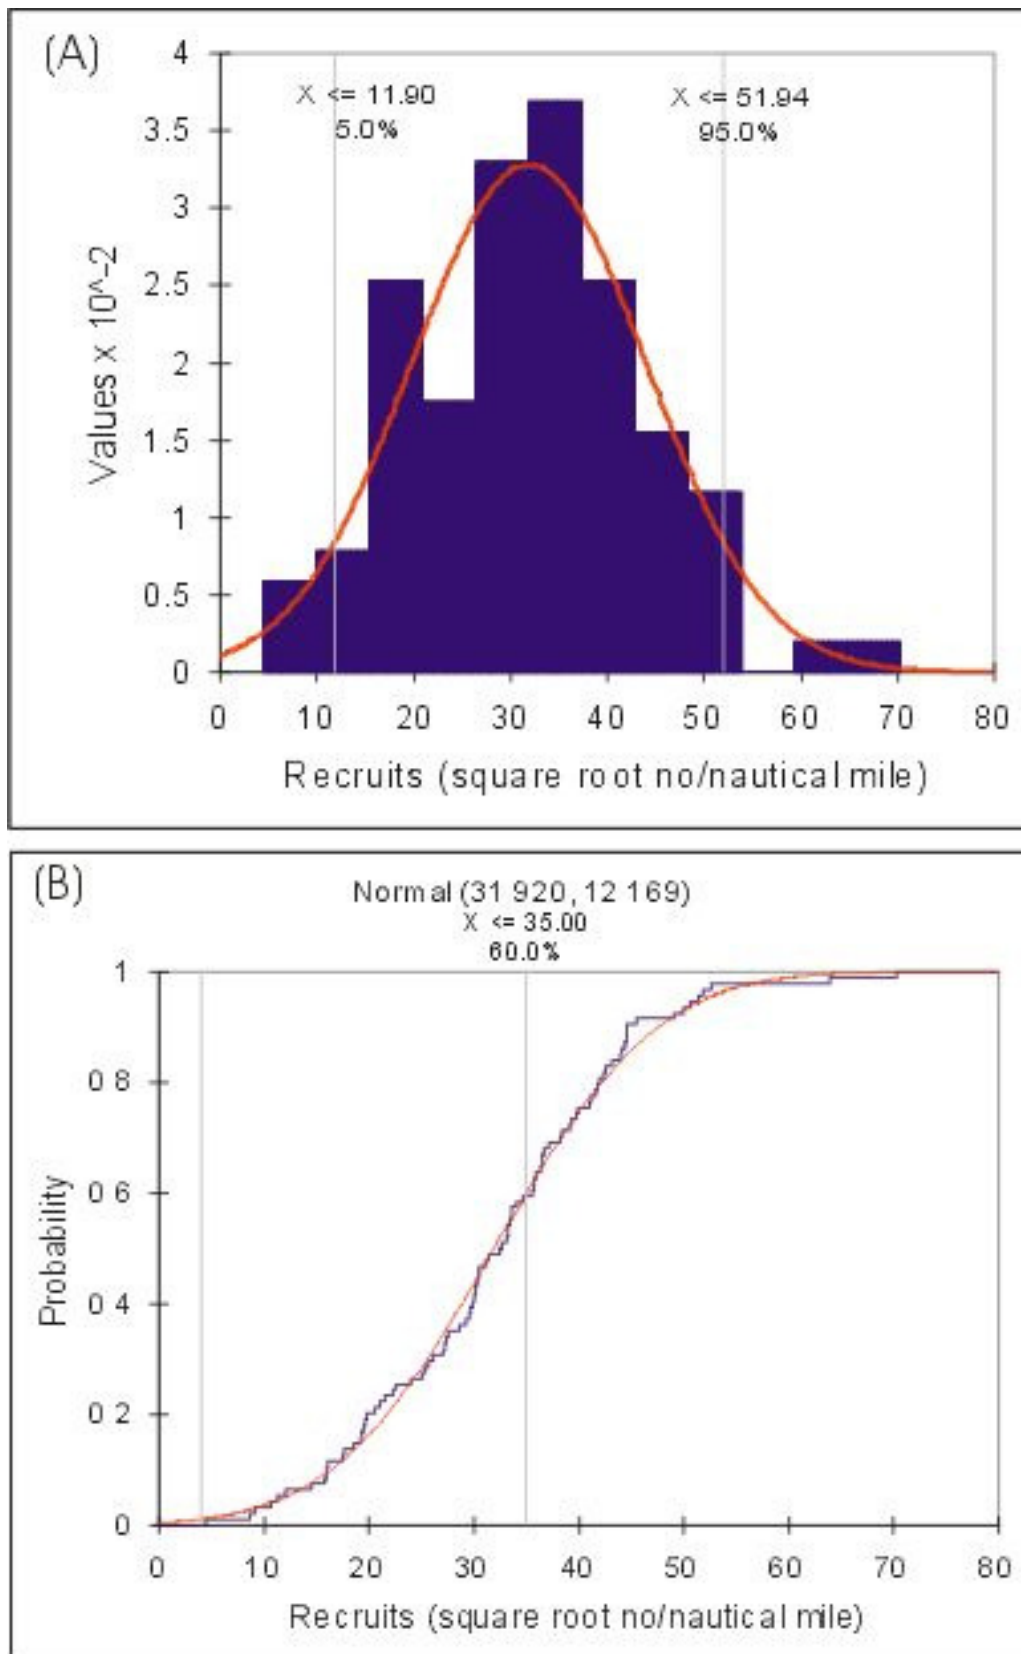 (A)
X <= 11.90
5.0%
X <= 51.94
95.0%
4
3.5
3
2.5
2
1.5
1
0.5
0
Values x 10^-2
0 10 20 30 40 50 60 70 80
Recruits (square root no/nautical mile)
(B)
Normal (31 920, 12 169)
X <= 35.00
60.0%
1
0 8
0 6
0 4
0 2
0
Probability
0 10 20 30 40 50 60 70 80
Recruits (square root no/nautical mile)